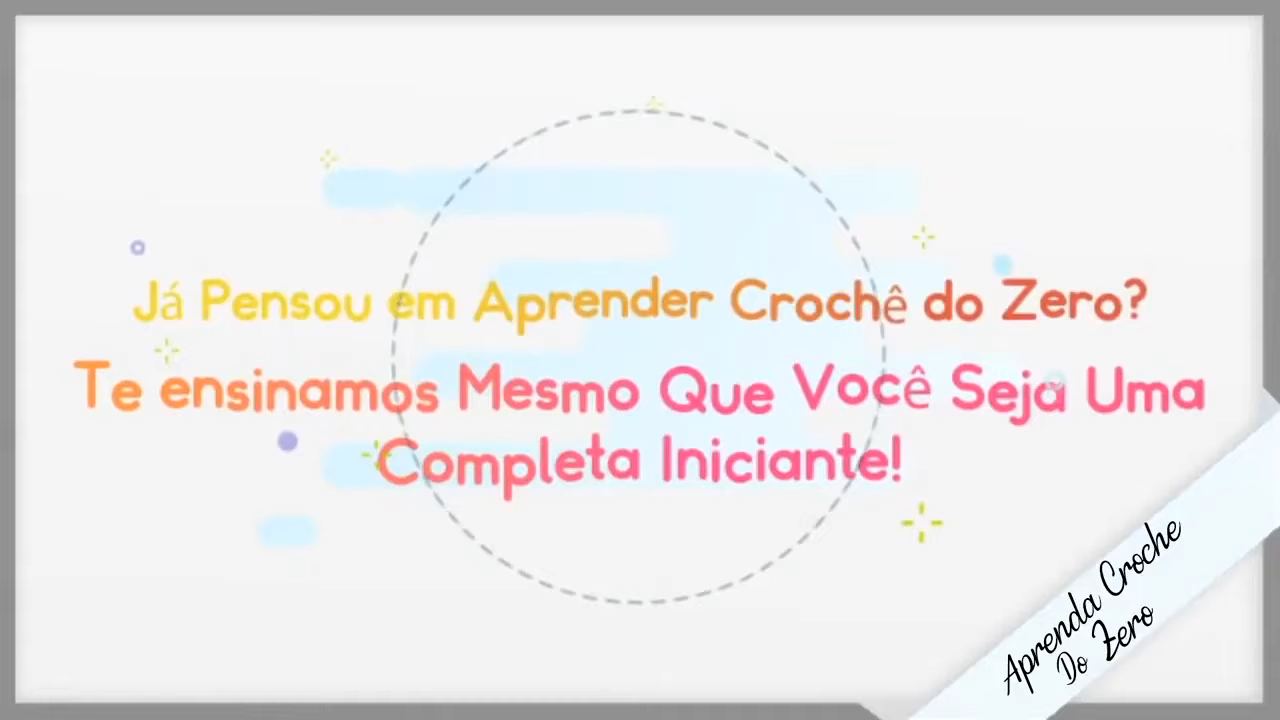 Já Pensou em Aprender Crochê do Zero?
Te ensinamos Mesmo Que Você Seja Uma
Completa Iniciante!
Aprenda Croche
Do Zero